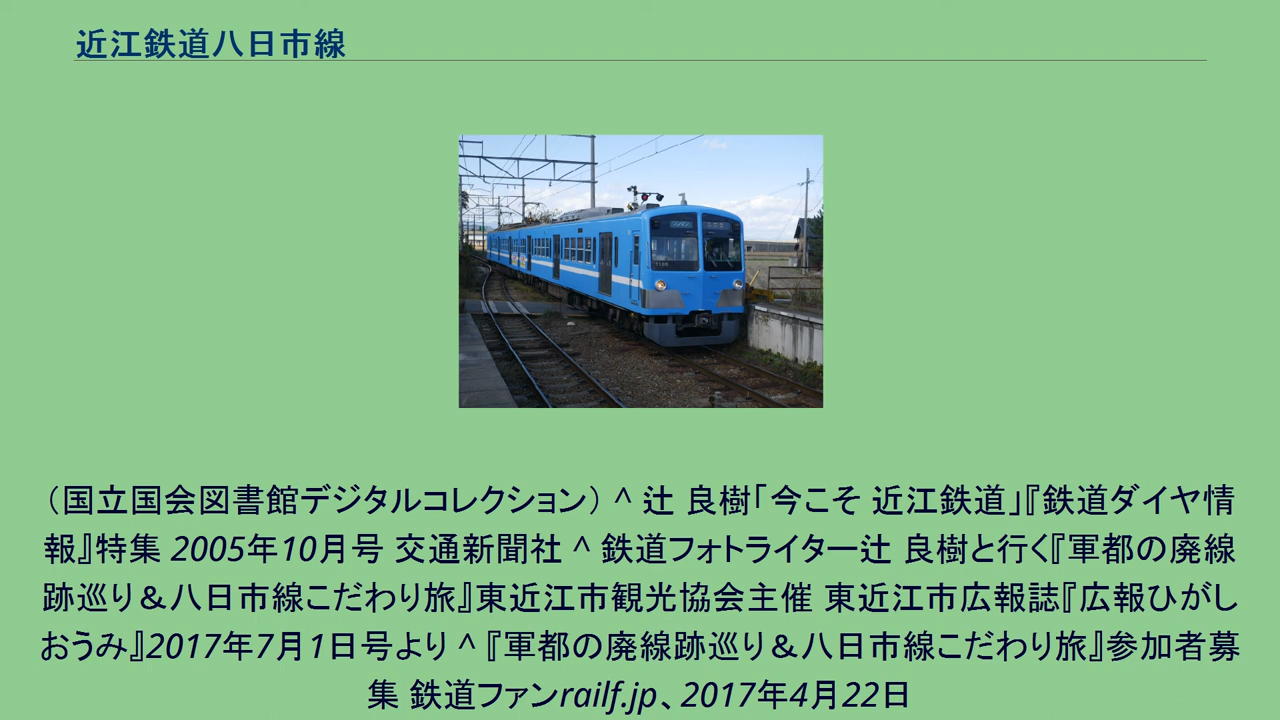 近江鉄道八日市線
（国立国会図書館デジタルコレクション） ^ 辻 良樹「今こそ 近江鉄道」『鉄道ダイヤ情
報』特集 2005年10月号 交通新聞社 ^ 鉄道フォトライター辻 良樹と行く『軍都の廃線
跡巡り＆八日市線こだわり旅』東近江市観光協会主催 東近江市広報誌『広報ひがし
おうみ』2017年7月1日号より ^ 『軍都の廃線跡巡り＆八日市線こだわり旅』参加者募
集 鉄道ファンrailf.jp、2017年4月22日